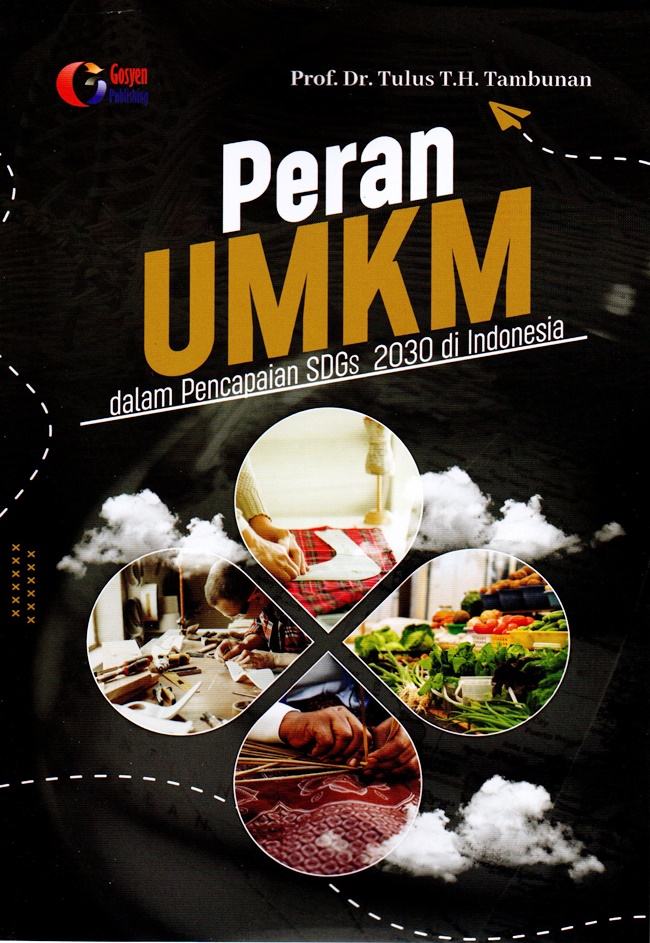 Gosyen
Publishing
Prof. Dr. Tulus T.H. Tambunan
Peran
UMKM
dalam Pencapaian SDGs 2030 di Indonesia